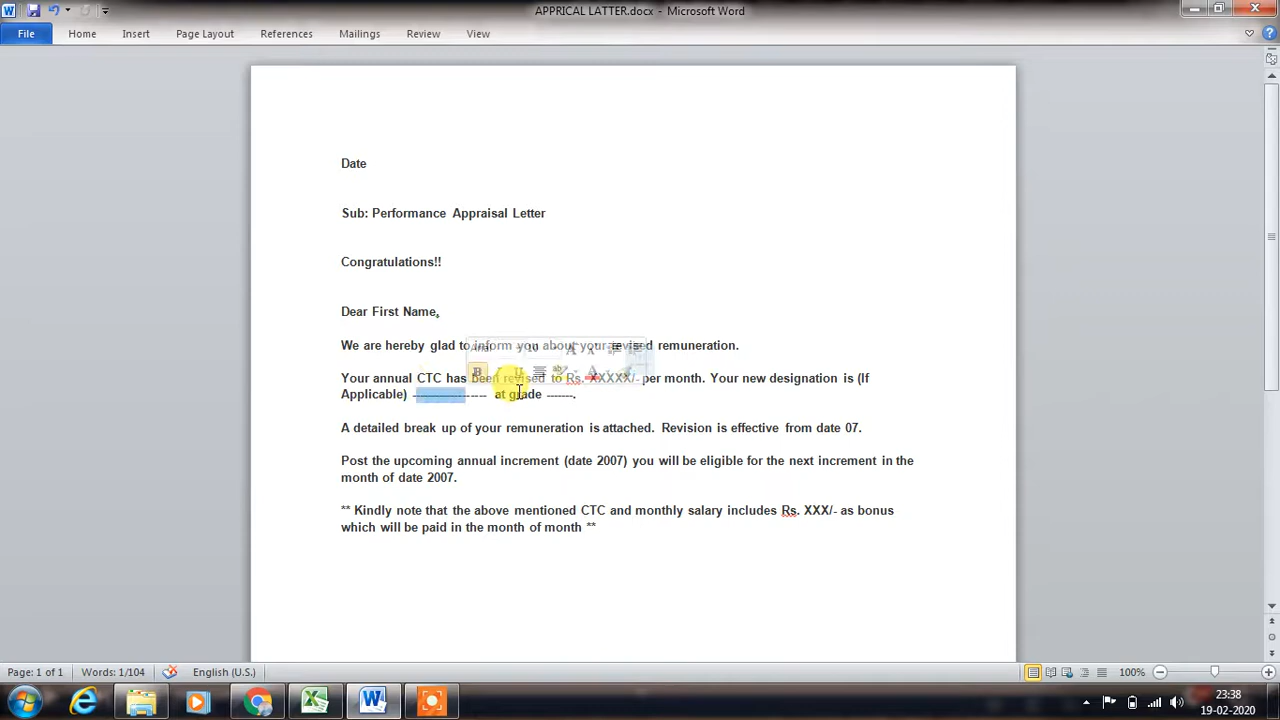 APPRICAL LATTER.docx - Microsoft Word
File Home Insert Page Layout References Mailings Review View
Date
Sub: Performance Appraisal Letter
Congratulations!!
Dear First Name,
We are hereby glad to inform you about your revised remuneration.
Your annual CTC has been revised to Rs. XXXXX/- per month. Your new designation is (If
Applicable) ------------------ at grade -------.
A detailed break up of your remuneration is attached. Revision is effective from date 07.
Post the upcoming annual increment (date 2007) you will be eligible for the next increment in the
month of date 2007.
** Kindly note that the above mentioned CTC and monthly salary includes Rs. XXX/- as bonus
which will be paid in the month of month **
Page: 1 of 1 Words: 1/104 English (U.S.) 100%
23:38
19-02-2020